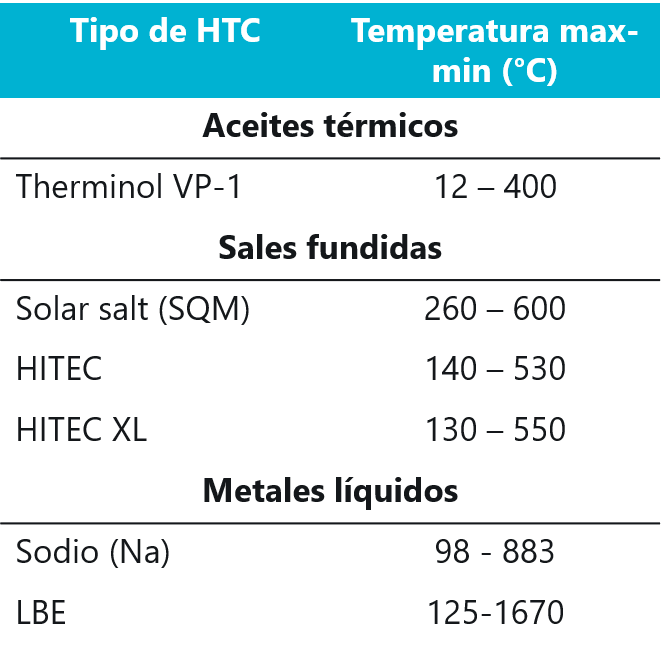 Tipo de HTC Temperatura max-
min (°C)
Aceites térmicos
Therminol VP-1 12 – 400
Sales fundidas
Solar salt (SQM) 260 – 600
HITEC 140 – 530
HITEC XL 130 – 550
Metales líquidos
Sodio (Na) 98 - 883
LBE 125-1670